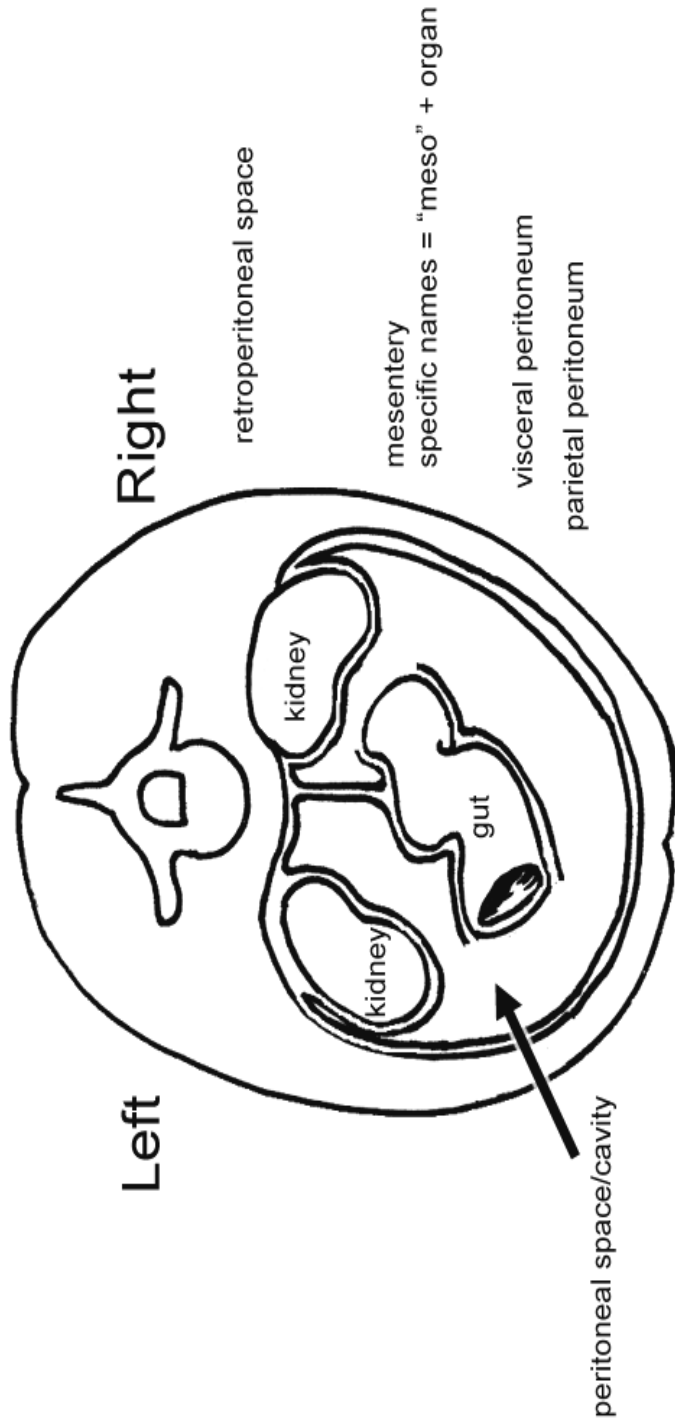 Left
Right
retroperitoneal space
kidney
kidney
mesentery
specific names = “meso” + organ
gut
visceral peritoneum
parietal peritoneum
peritoneal space/cavity